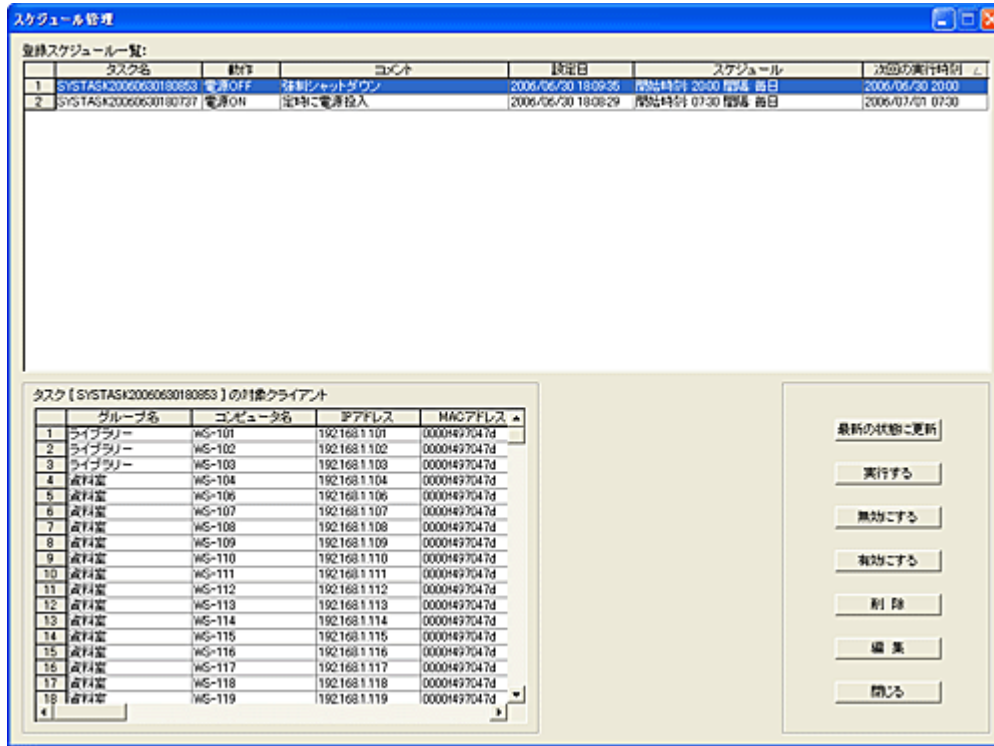 スケジュール管理
登録スケジュール一覧:
タスク名 動作 コメント 設定日 スケジュール 次回の実行時刻
1 SYSTASK20060630180853 電源OFF 強制シャットダウン 2006/06/30 18:09:35 開始時刻: 20:00 間隔: 毎日 2006/06/30 20:00
2 SYSTASK20060630180737 電源ON 定時に電源投入 2006/06/30 18:08:29 開始時刻: 07:30 間隔: 毎日 2006/07/01 07:30
タスク [ SYSTASK20060630180853 ] の対象クライアント
グループ名 コンピュータ名 IPアドレス MACアドレス
1 ライブラリー WS-101 192.168.1.101 0000f497047d
2 ライブラリー WS-102 192.168.1.102 0000f497047d
3 ライブラリー WS-103 192.168.1.103 0000f497047d
4 資料室 WS-104 192.168.1.104 0000f497047d
5 資料室 WS-106 192.168.1.106 0000f497047d
6 資料室 WS-107 192.168.1.107 0000f497047d
7 資料室 WS-108 192.168.1.108 0000f497047d
8 資料室 WS-109 192.168.1.109 0000f497047d
9 資料室 WS-110 192.168.1.110 0000f497047d
10 資料室 WS-111 192.168.1.111 0000f497047d
11 資料室 WS-112 192.168.1.112 0000f497047d
12 資料室 WS-113 192.168.1.113 0000f497047d
13 資料室 WS-114 192.168.1.114 0000f497047d
14 資料室 WS-115 192.168.1.115 0000f497047d
15 資料室 WS-116 192.168.1.116 0000f497047d
16 資料室 WS-117 192.168.1.117 0000f497047d
17 資料室 WS-118 192.168.1.118 0000f497047d
18 資料室 WS-119 192.168.1.119 0000f497047d
最新の状態に更新
実行する
無効にする
有効にする
削 除
編 集
閉じる